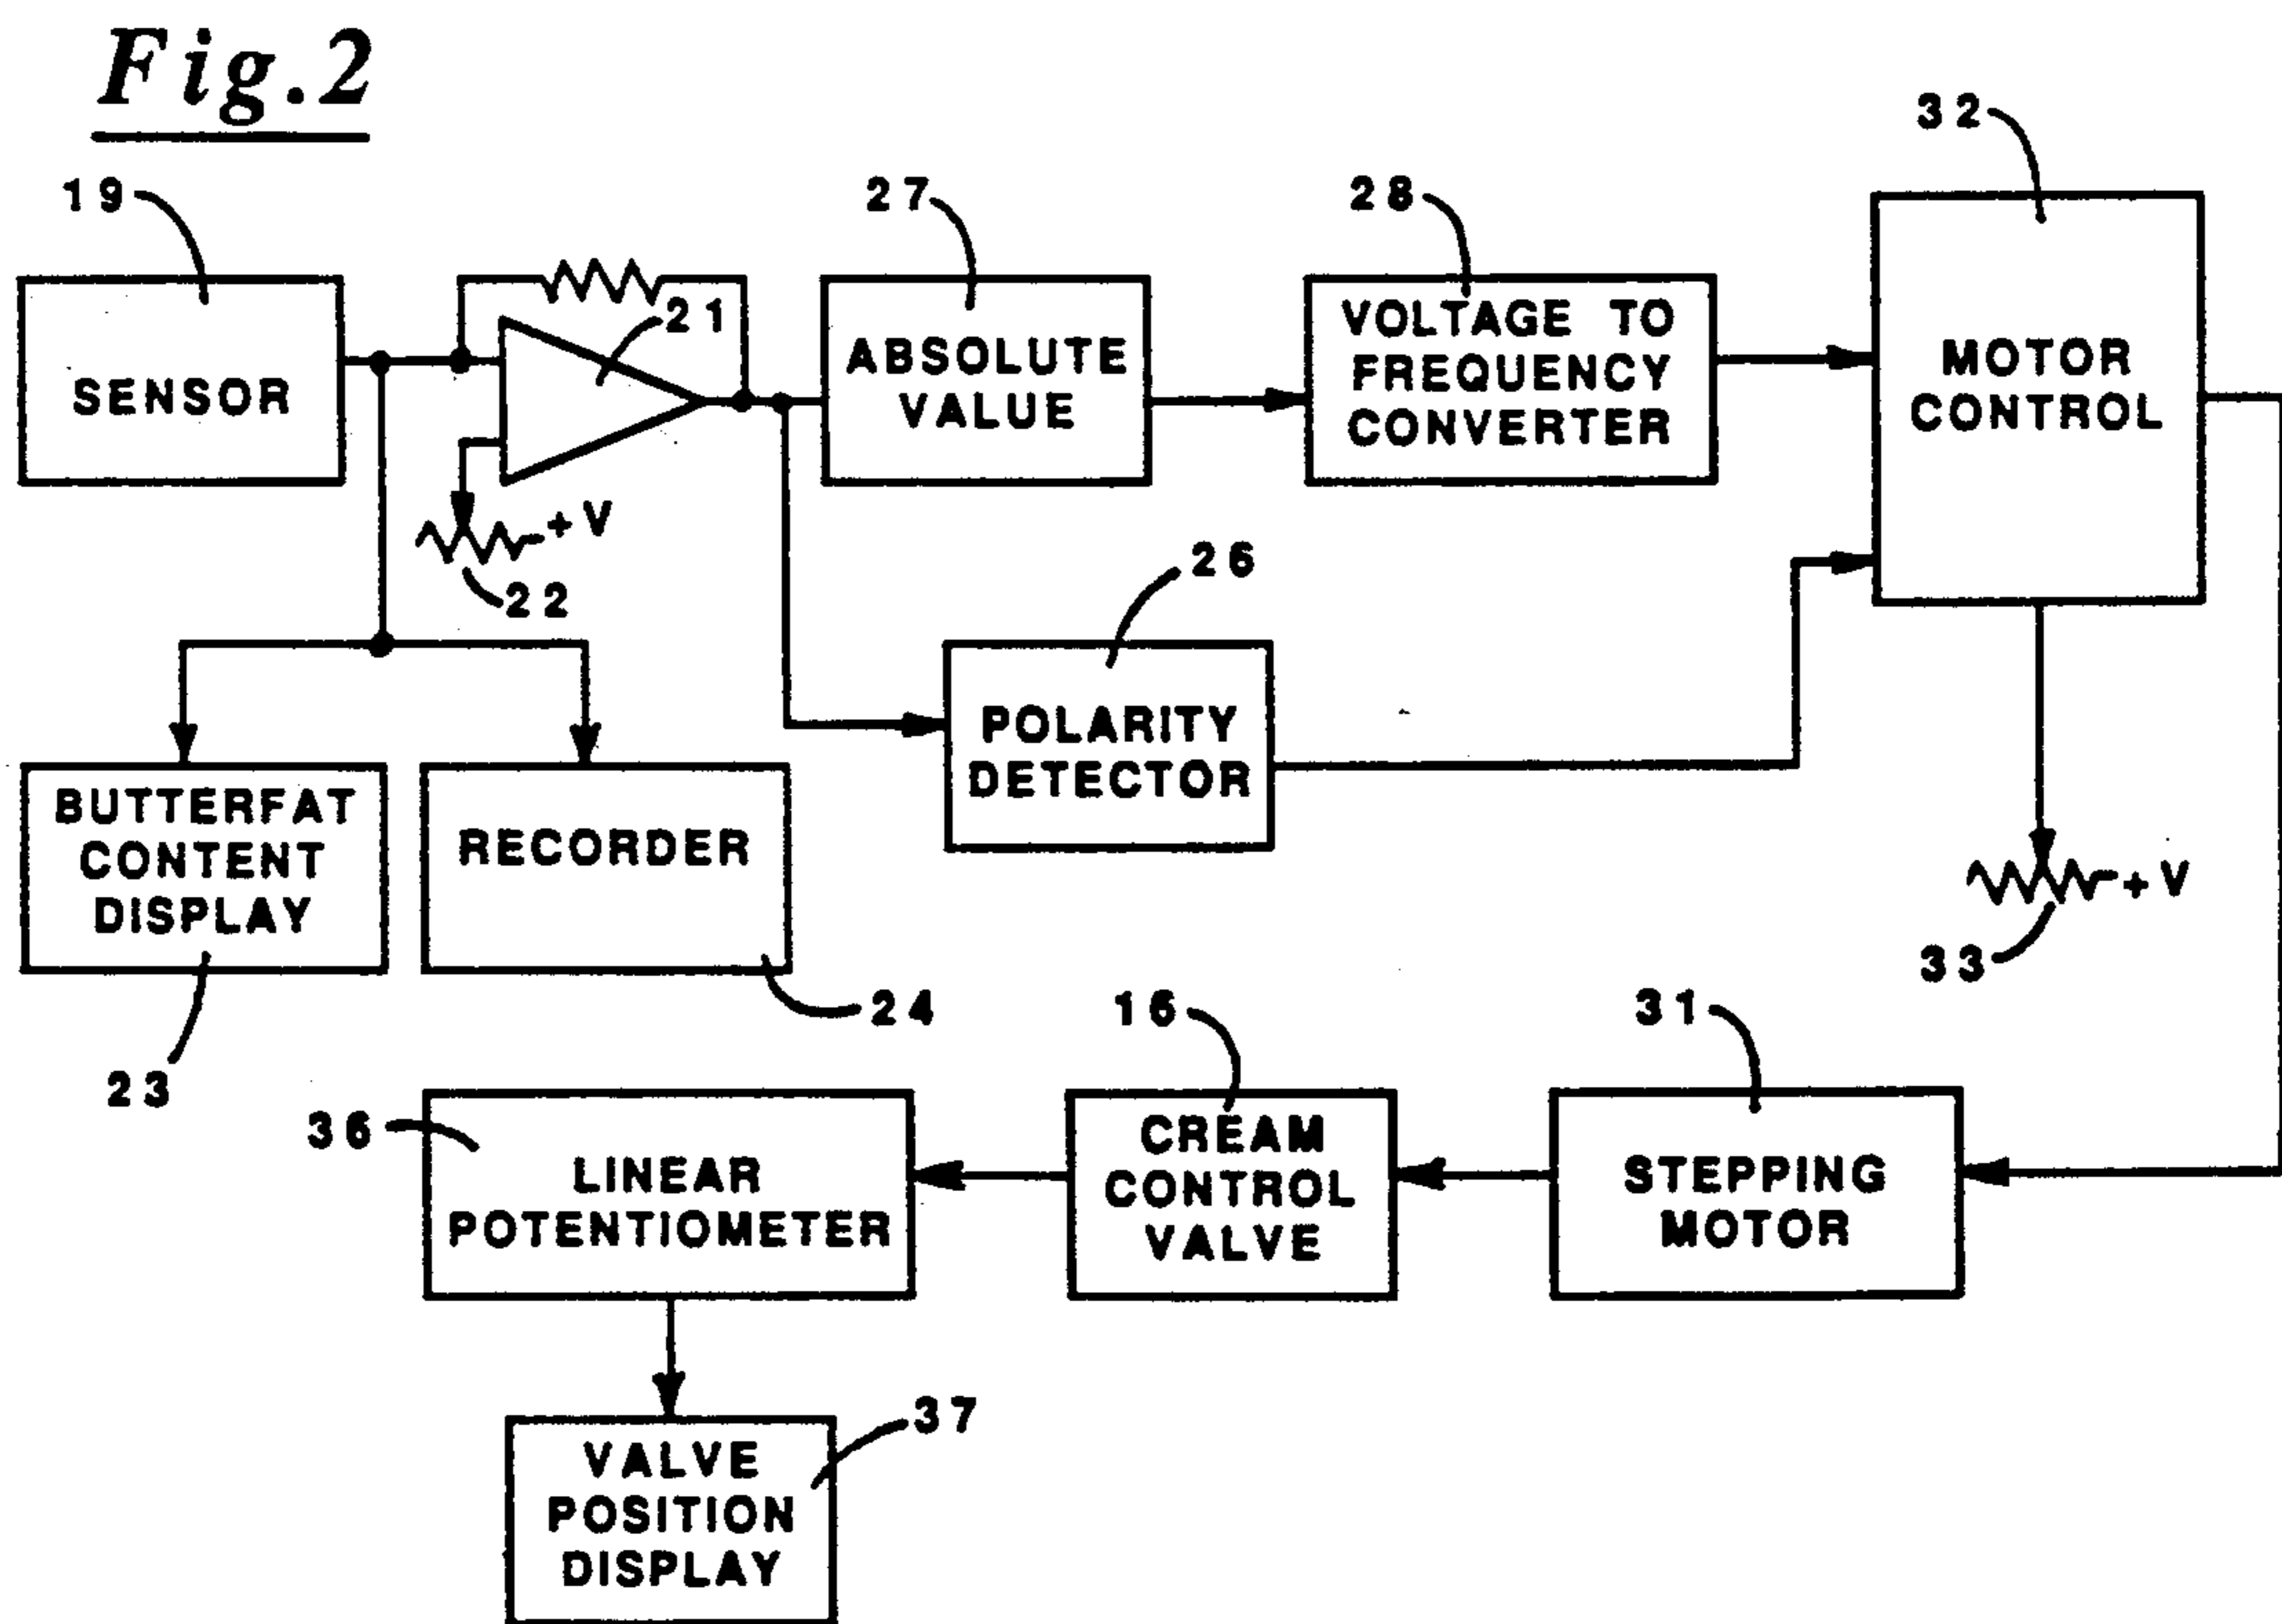 Fig.2
19
27
28
32
21
SENSOR
ABSOLUTE
VALUE
VOLTAGE TO
FREQUENCY
CONVERTER
MOTOR
CONTROL
+V
22
26
POLARITY
DETECTOR
BUTTERFAT
CONTENT
DISPLAY
RECORDER
+V
33
23
24
16
31
36
LINEAR
POTENTIOMETER
CREAM
CONTROL
VALVE
STEPPING
MOTOR
37
VALVE
POSITION
DISPLAY